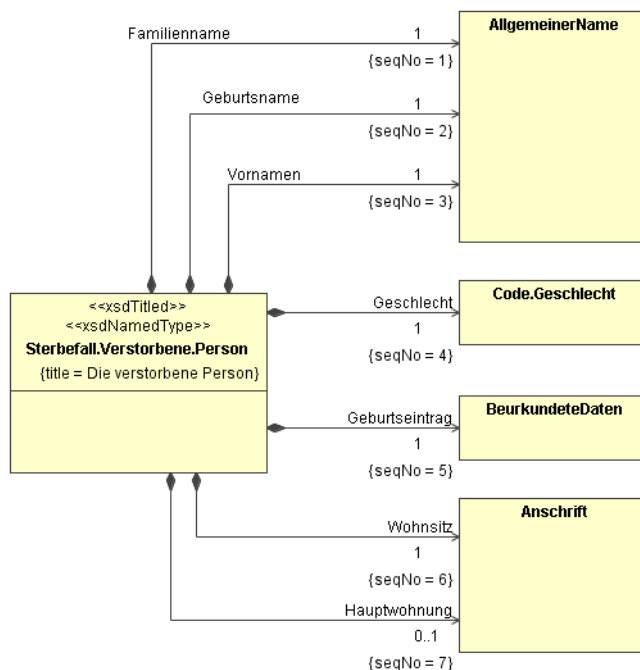 Familienname
1
AllgemeinerName
{seqNo = 1}
Geburtsname
1
{seqNo = 2}
Vornamen
1
{seqNo = 3}
<<xsdTitled>>
<<xsdNamedType>>
Sterbefall.Verstorbene.Person
{title = Die verstorbene Person}
Geschlecht
1
{seqNo = 4}
Code.Geschlecht
Geburtseintrag
1
{seqNo = 5}
BeurkundeteDaten
Wohnsitz
1
{seqNo = 6}
Anschrift
Hauptwohnung
0..1
{seqNo = 7}